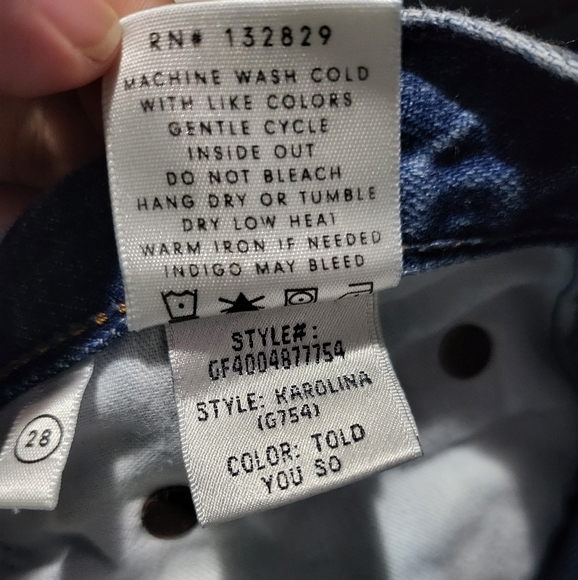 RN# 132829
MACHINE WASH COLD
WITH LIKE COLORS
GENTLE CYCLE
INSIDE OUT
DO NOT BLEACH
HANG DRY OR TUMBLE
DRY LOW HEAT
WARM IRON IF NEEDED
INDIGO MAY BLEED
STYLE#:
GF4004877754
STYLE: KAROLINA
(G754)
COLOR: TOLD
YOU SO
28